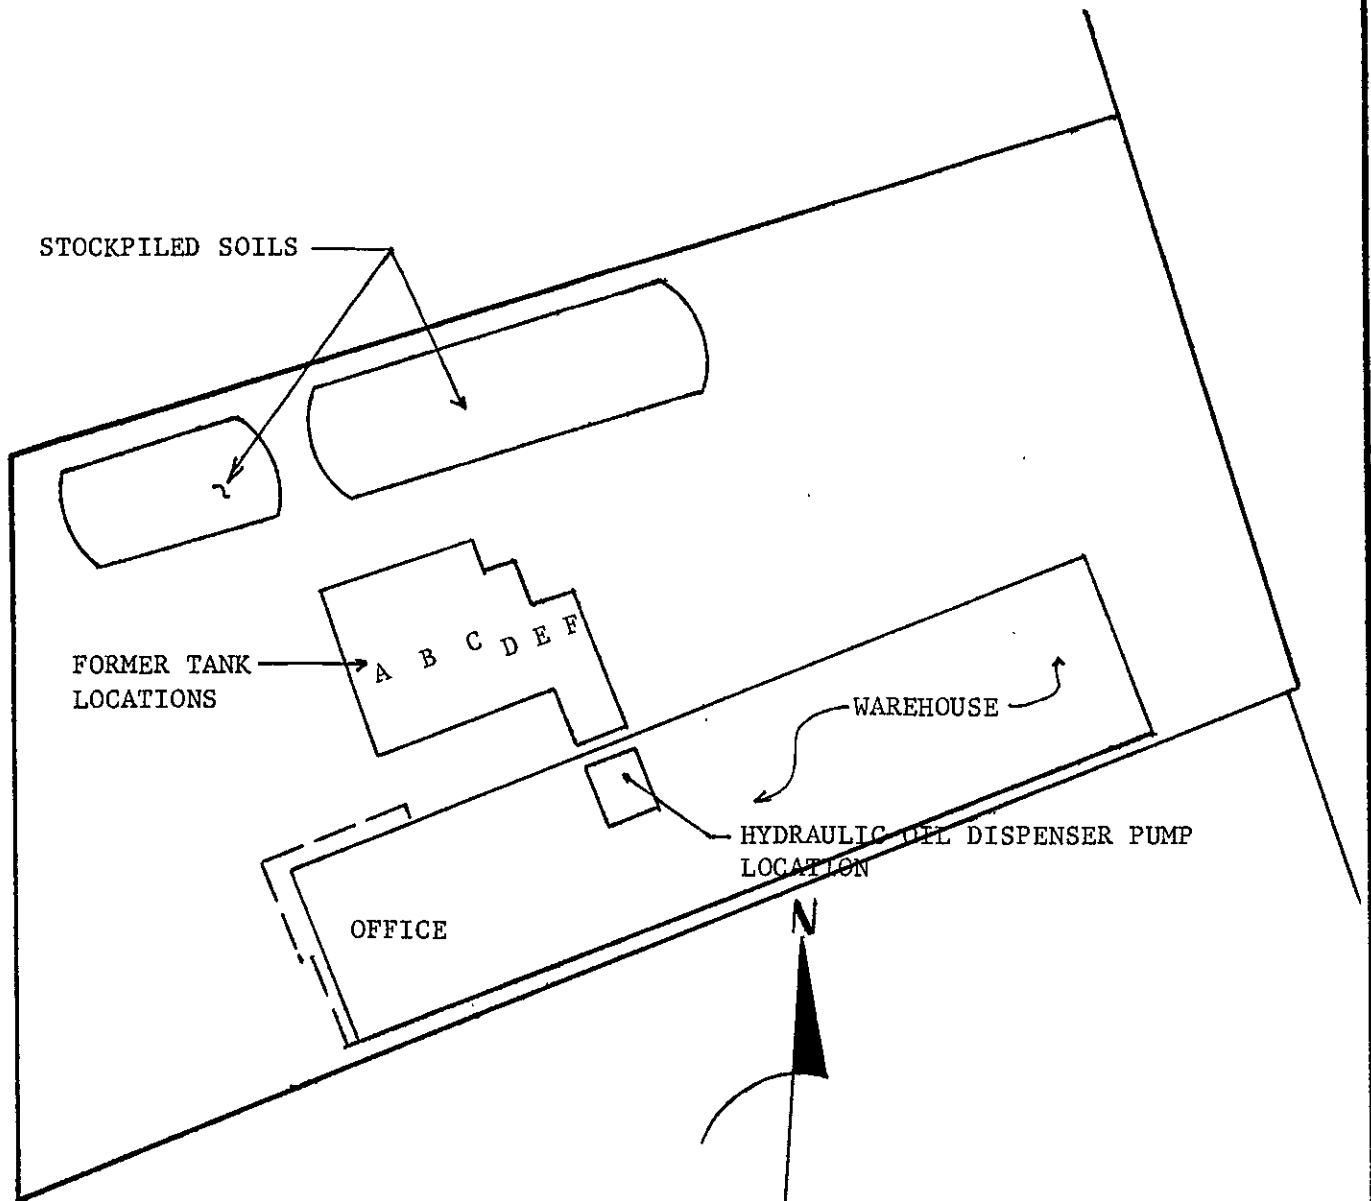 STOCKPILED SOILS
A B C D E F
FORMER TANK
LOCATIONS
WAREHOUSE
HYDRAULIC OIL DISPENSER PUMP
LOCATION
N
OFFICE